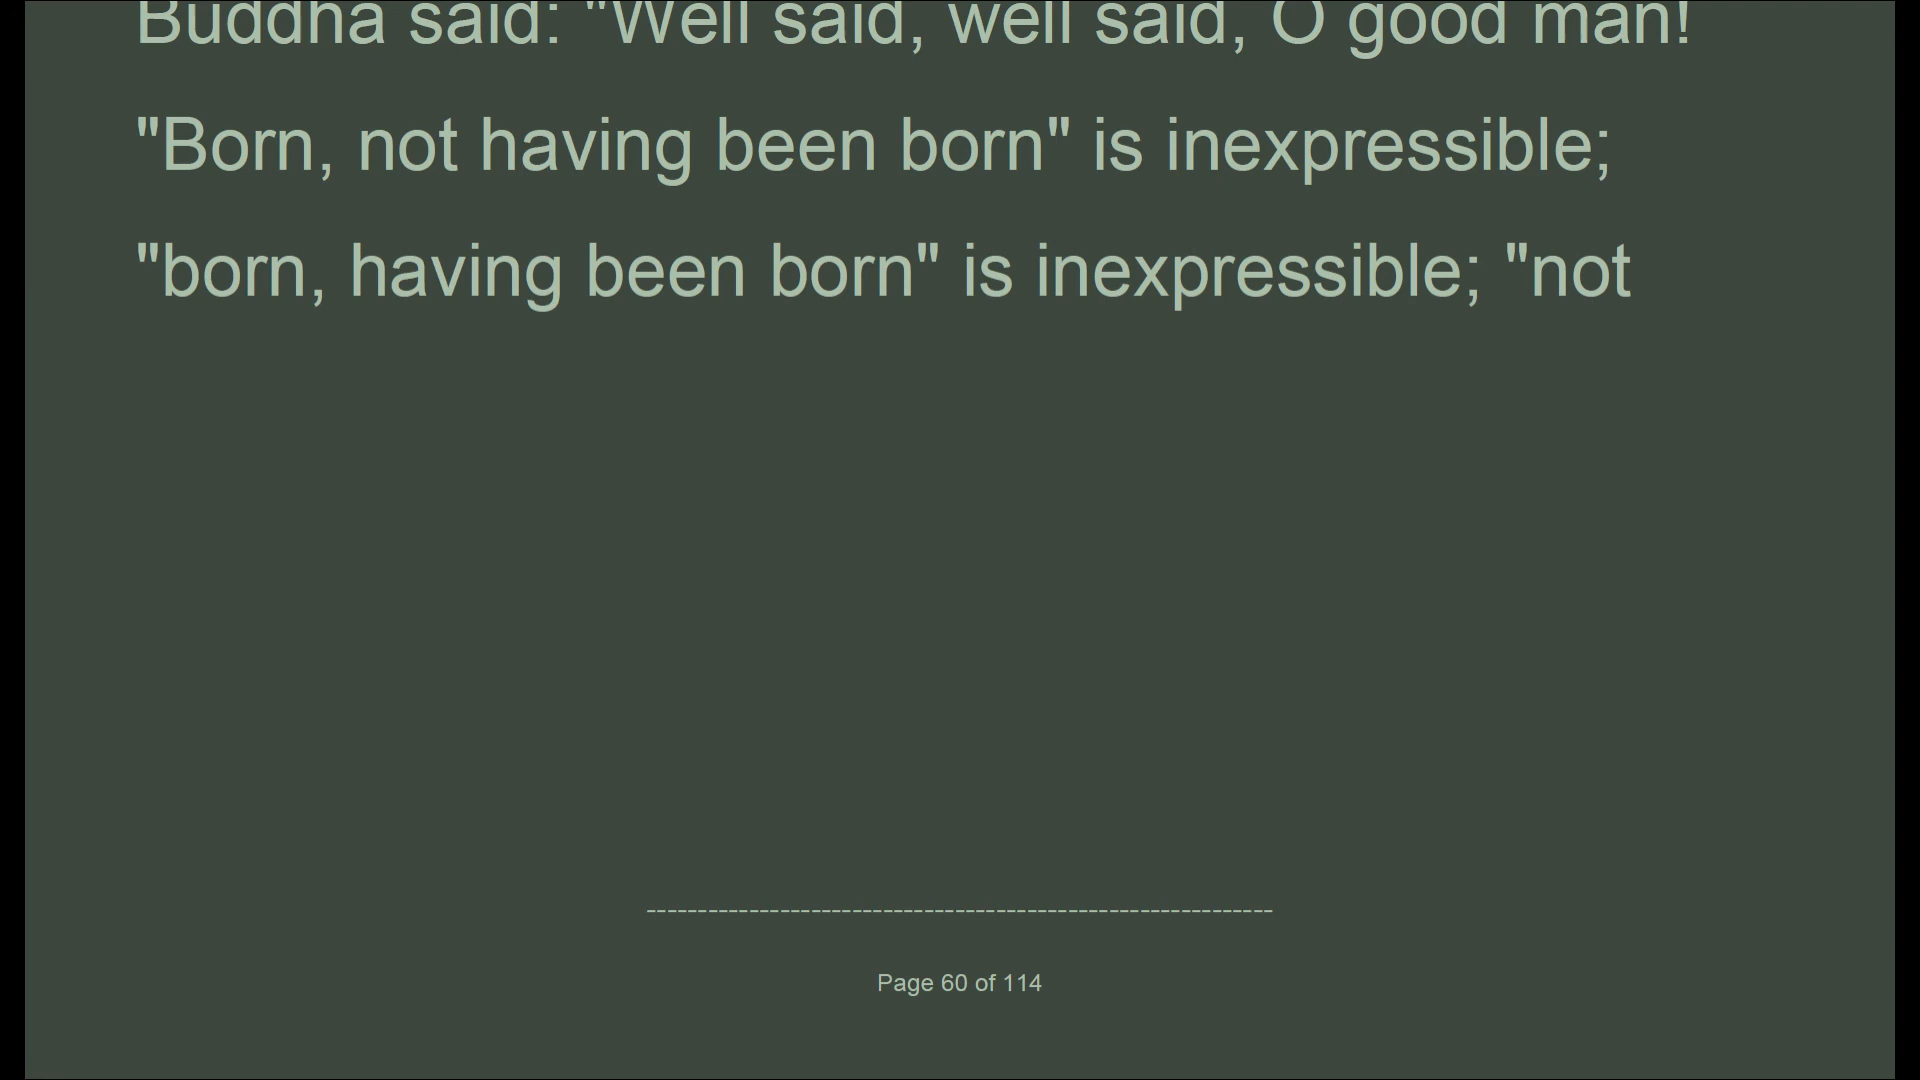 Buddha said: "Well said, well said, O good man!
"Born, not having been born" is inexpressible;
"born, having been born" is inexpressible; "not
------------------------------------------------------------
Page 60 of 114